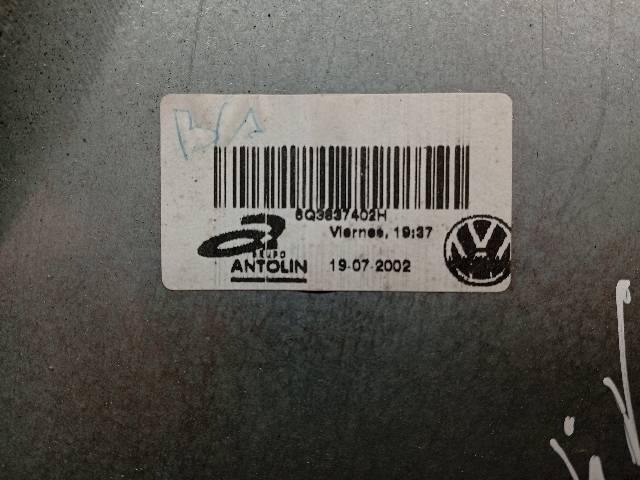 6Q3837402H
Viernes, 19:37
GRUPO
ANTOLIN
19-07-2002